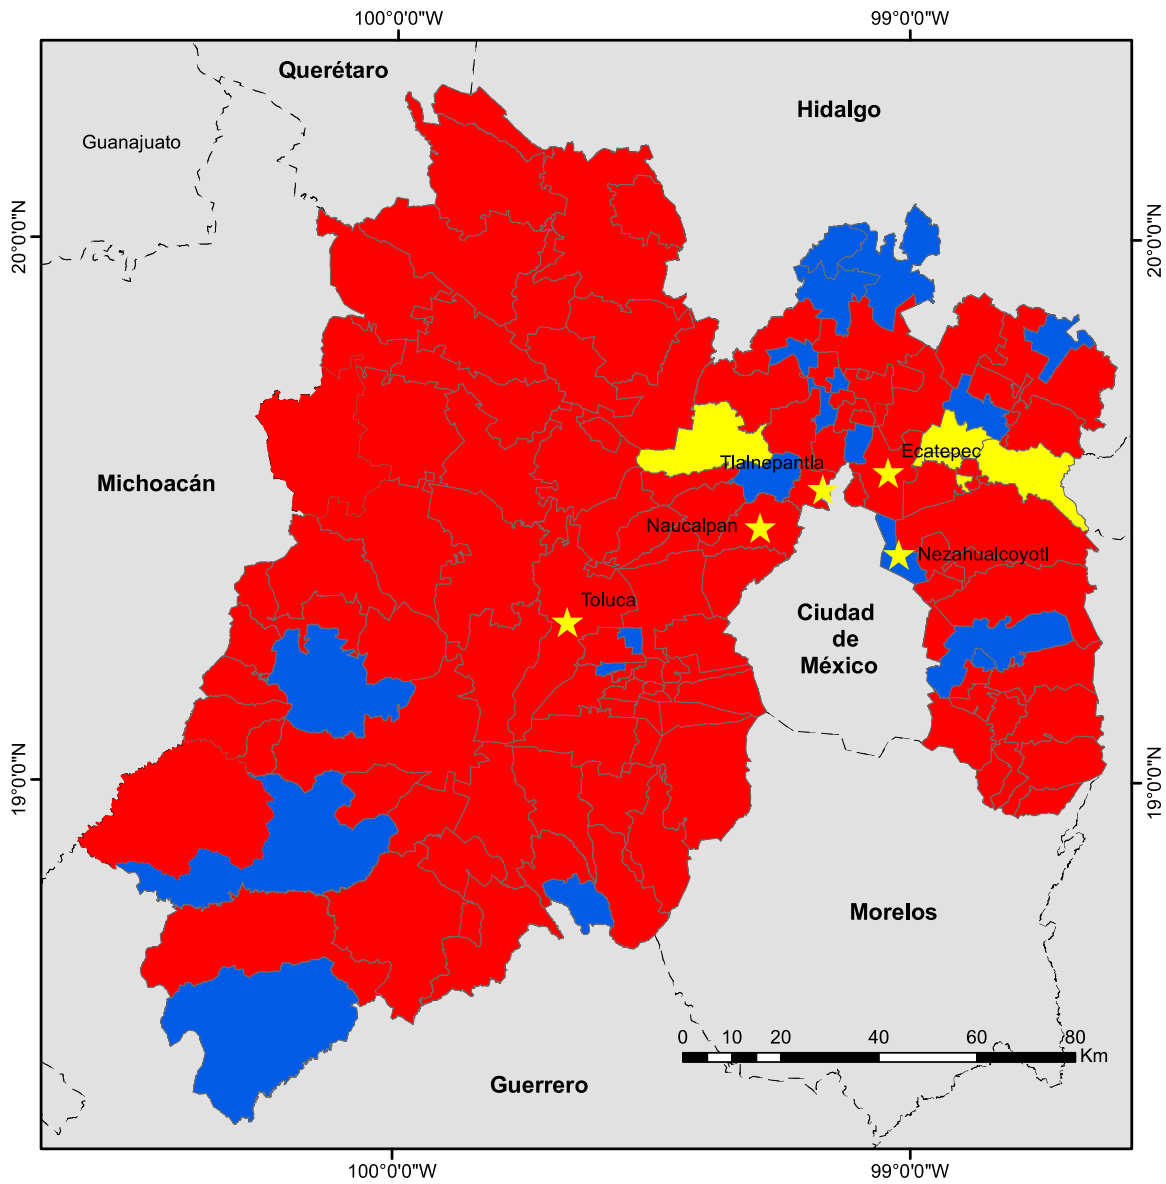 100°0'0"W
99°0'0"W
Querétaro
Hidalgo
Guanajuato
20°0'0"N
20°0'0"N
Ecatepec
Tlalnepantla
Michoacán
Naucalpan
Nezahualcoyotl
Toluca
Ciudad
de
México
19°0'0"N
19°0'0"N
Morelos
0 10 20 40 60 80
Km
Guerrero
100°0'0"W
99°0'0"W